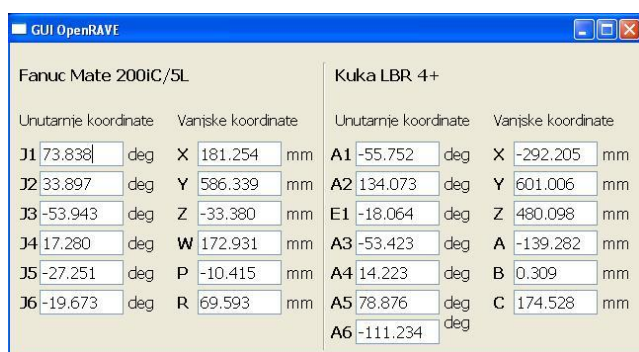 GUI OpenRAVE
Fanuc Mate 200iC/5L Kuka LBR 4+
Unutarnje koordinate Vanjske koordinate Unutarnje koordinate Vanjske koordinate
J1 73.838 deg X 181.254 mm A1 -55.752 deg X -292.205 mm
J2 33.897 deg Y 586.339 mm A2 134.073 deg Y 601.006 mm
J3 -53.943 deg Z -33.380 mm E1 -18.064 deg Z 480.098 mm
J4 17.280 deg W 172.931 mm A3 -53.423 deg A -139.282 mm
J5 -27.251 deg P -10.415 mm A4 14.223 deg B 0.309 mm
J6 -19.673 deg R 69.593 mm A5 78.876 deg C 174.528 mm
A6 -111.234 deg